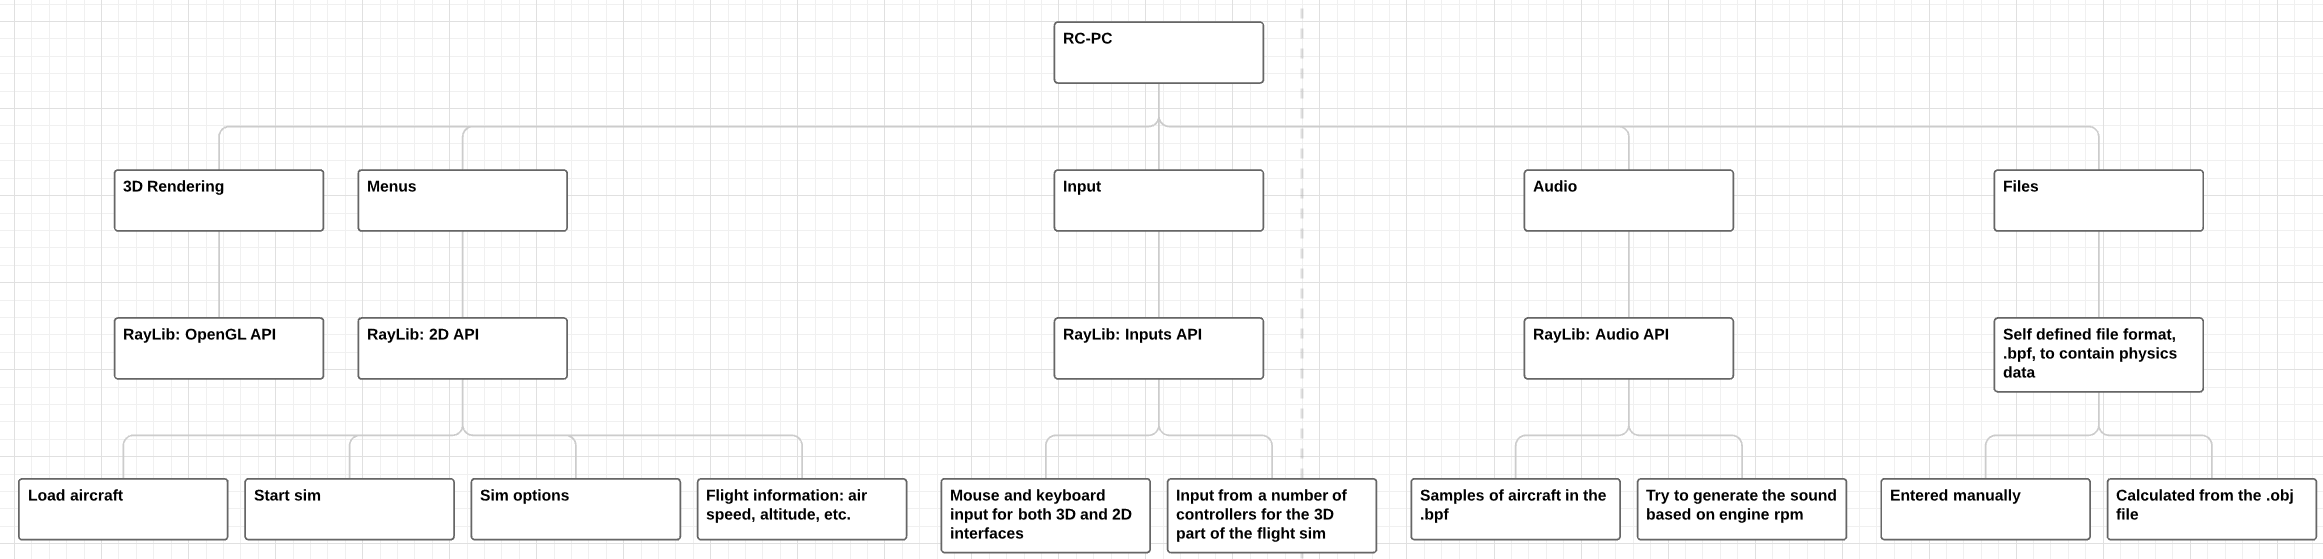 RC-PC
3D Rendering
Menus
Input
Audio
Files
RayLib: OpenGL API
RayLib: 2D API
RayLib: Inputs API
RayLib: Audio API
Self defined file format,
.bpf, to contain physics
data
Load aircraft
Start sim
Sim options
Flight information: air
speed, altitude, etc.
Mouse and keyboard
input for both 3D and 2D
interfaces
Input from a number of
controllers for the 3D
part of the flight sim
Samples of aircraft in the
.bpf
Try to generate the sound
based on engine rpm
Entered manually
Calculated from the .obj
file